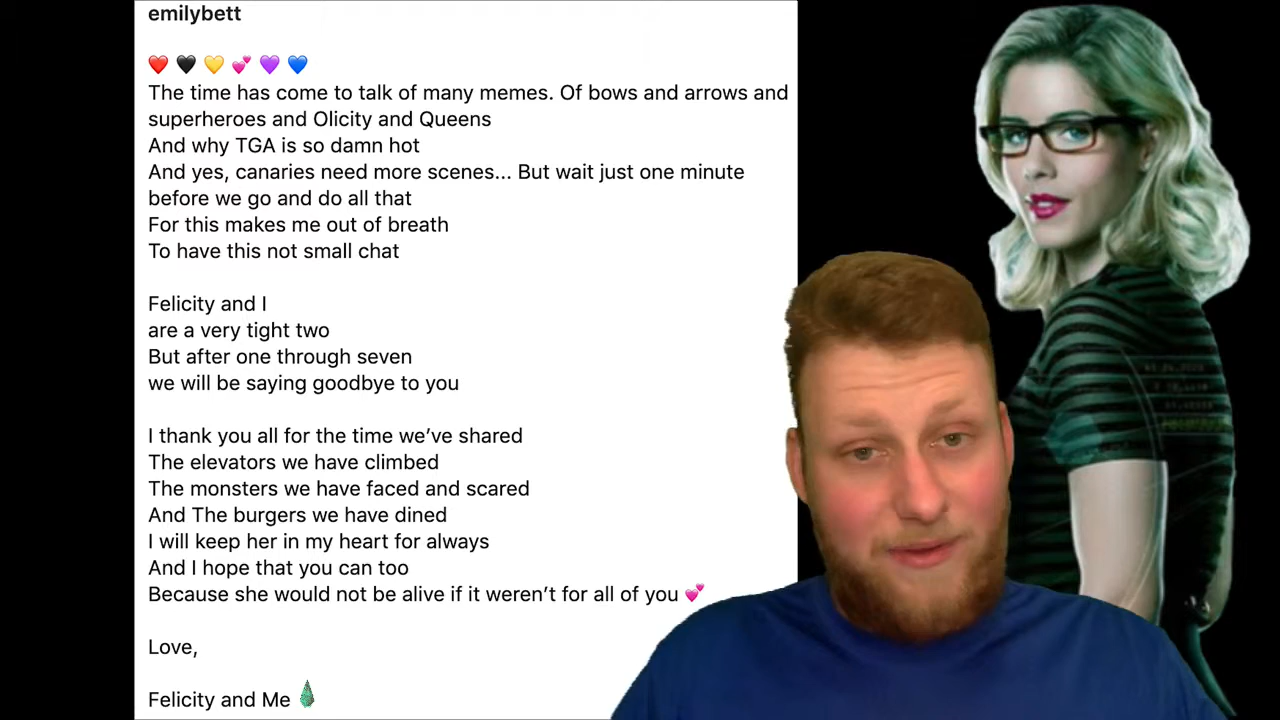 emilybett
❤️🖤💛💕💜💙
The time has come to talk of many memes. Of bows and arrows and
superheroes and Olicity and Queens
And why TGA is so damn hot
And yes, canaries need more scenes... But wait just one minute
before we go and do all that
For this makes me out of breath
To have this not small chat
Felicity and I
are a very tight two
But after one through seven
we will be saying goodbye to you
I thank you all for the time we’ve shared
The elevators we have climbed
The monsters we have faced and scared
And The burgers we have dined
I will keep her in my heart for always
And I hope that you can too
Because she would not be alive if it weren’t for all of you 💕
Love,
Felicity and Me